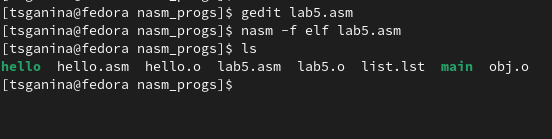 [tsganina@fedora nasm_progs]$ gedit lab5.asm
[tsganina@fedora nasm_progs]$ nasm -f elf lab5.asm
[tsganina@fedora nasm_progs]$ ls
hello hello.asm hello.o lab5.asm lab5.o list.lst main obj.o
[tsganina@fedora nasm_progs]$